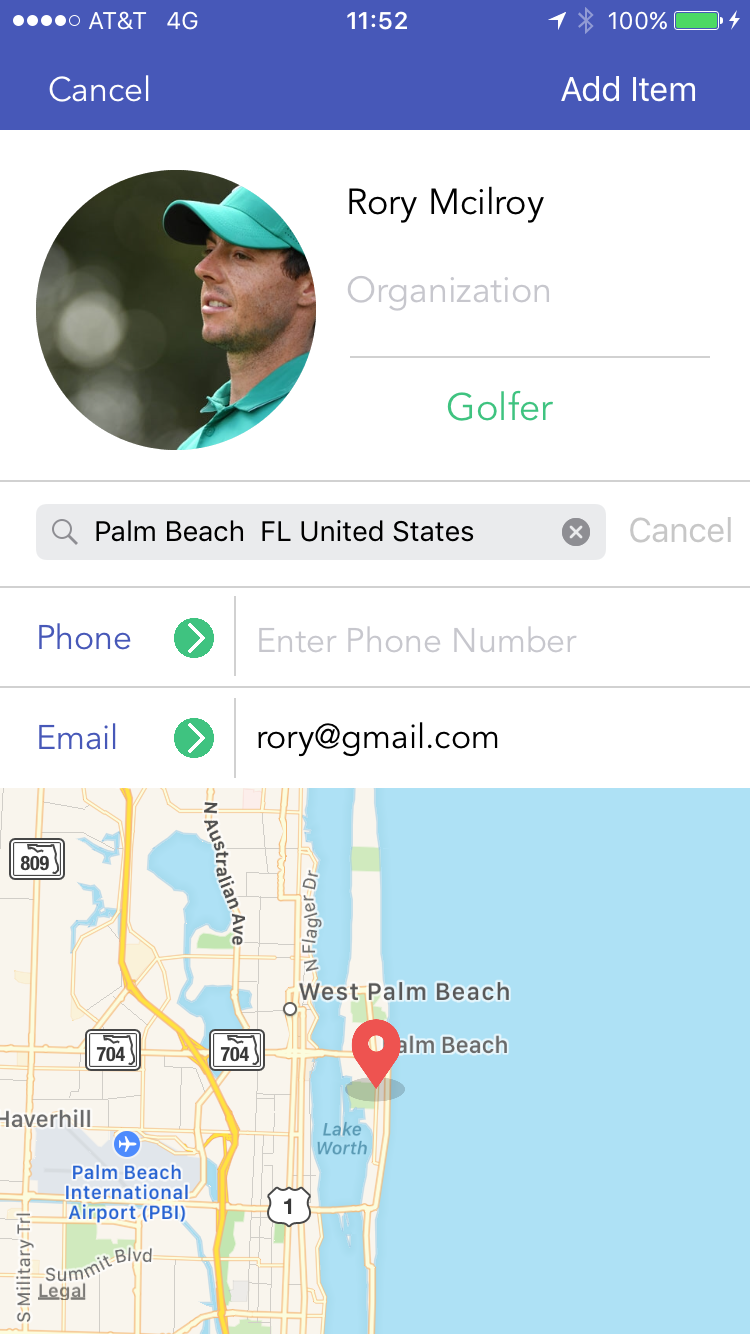 AT&T 4G 11:52 100%
Cancel Add Item
Rory Mcilroy
Organization
Golfer
Palm Beach FL United States Cancel
Phone Enter Phone Number
Email rory@gmail.com
N Australian Ave
809
N Flagler Dr
West Palm Beach
alm Beach
704 704
Haverhill
Lake
Worth
Palm Beach
International
Airport (PBI)
1
S Military Trl
Summit Blvd
Legal